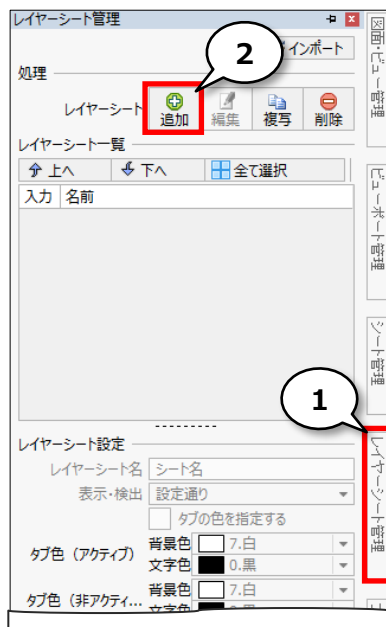 レイヤーシート管理
2
インポート
処理
レイヤーシート
追加
編集
複写
削除
レイヤーシート一覧
上へ
下へ
全て選択
入力 名前
1
レイヤーシート設定
レイヤーシート名 シート名
表示・検出 設定通り
タブの色を指定する
タブ色（アクティブ）
背景色 7.白
文字色 0.黒
タブ色（非アクティ...
背景色 7.白
文字色
図面・ビュー管理
ビューポート管理
シート管理
レイヤーシート管理